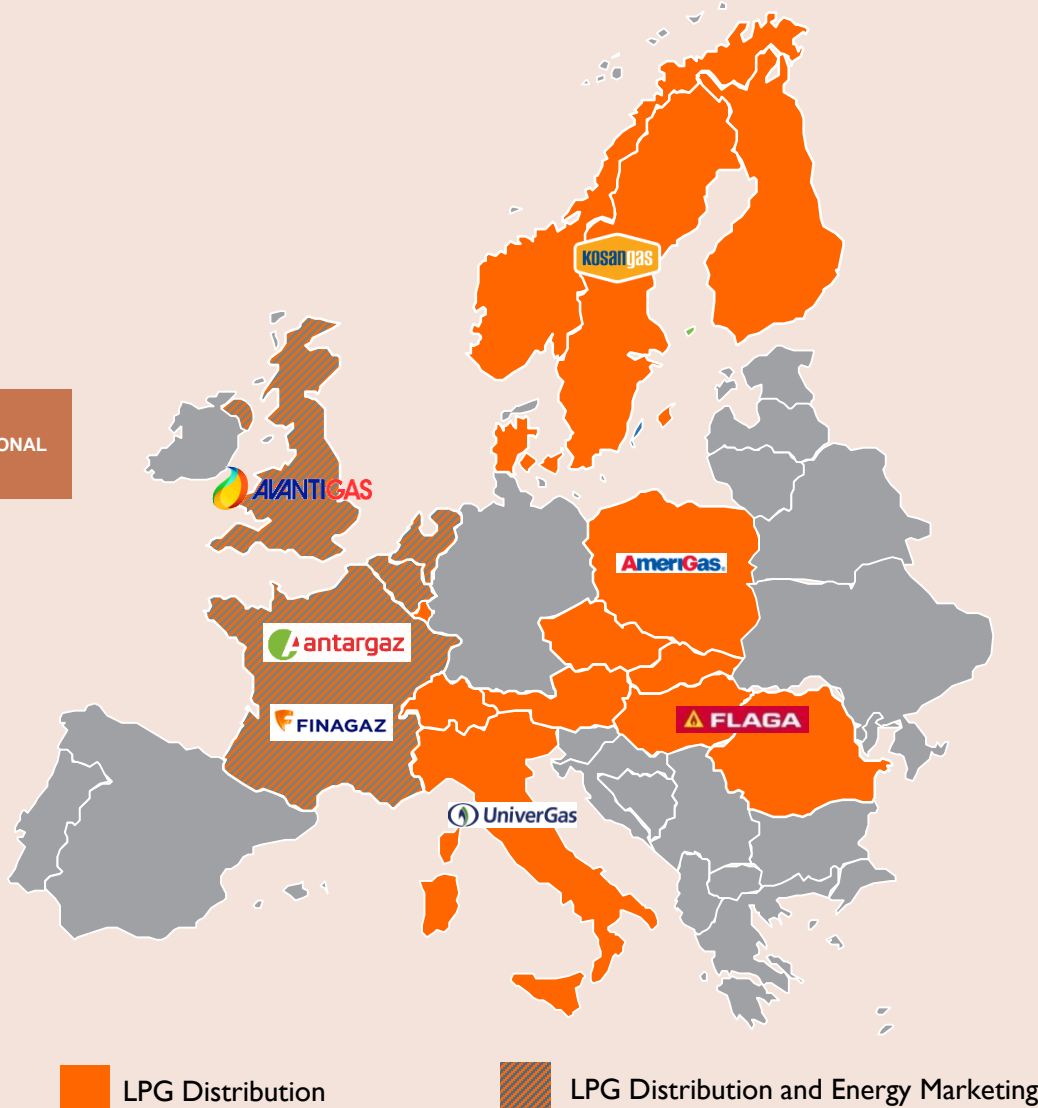 kosangas
ONAL
AVANTIGAS
AmeriGas.
antargaz
FINAGAZ
FLAGA
UniverGas
LPG Distribution
LPG Distribution and Energy Marketing